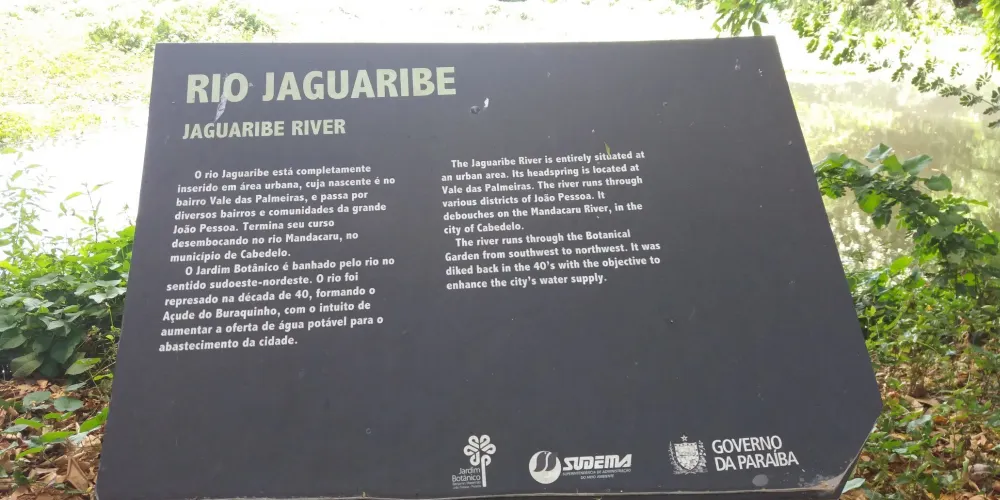 RIO JAGUARIBE
JAGUARIBE RIVER
O rio Jaguaribe está completamente
inserido em área urbana, cuja nascente é no
bairro Vale das Palmeiras, e passa por
diversos bairros e comunidades da grande
João Pessoa. Termina seu curso
desembocando no rio Mandacaru, no
município de Cabedelo.
O Jardim Botânico é banhado pelo rio no
sentido sudoeste-nordeste. O rio foi
represado na década de 40, formando o
Açude do Buraquinho, com o intuito de
aumentar a oferta de água potável para o
abastecimento da cidade.
The Jaguaribe River is entirely situated at
an urban area. Its headspring is located at
Vale das Palmeiras. The river runs through
various districts of João Pessoa. It
debouches on the Mandacaru River, in the
city of Cabedelo.
The river runs through the Botanical
Garden from southwest to northwest. It was
diked back in the 40's with the objective to
enhance the city's water supply.
Jardim
Botânico
SUDEMA
SUPERINTENDÊNCIA DE ADMINISTRAÇÃO
DO MEIO AMBIENTE
GOVERNO
DA PARAÍBA